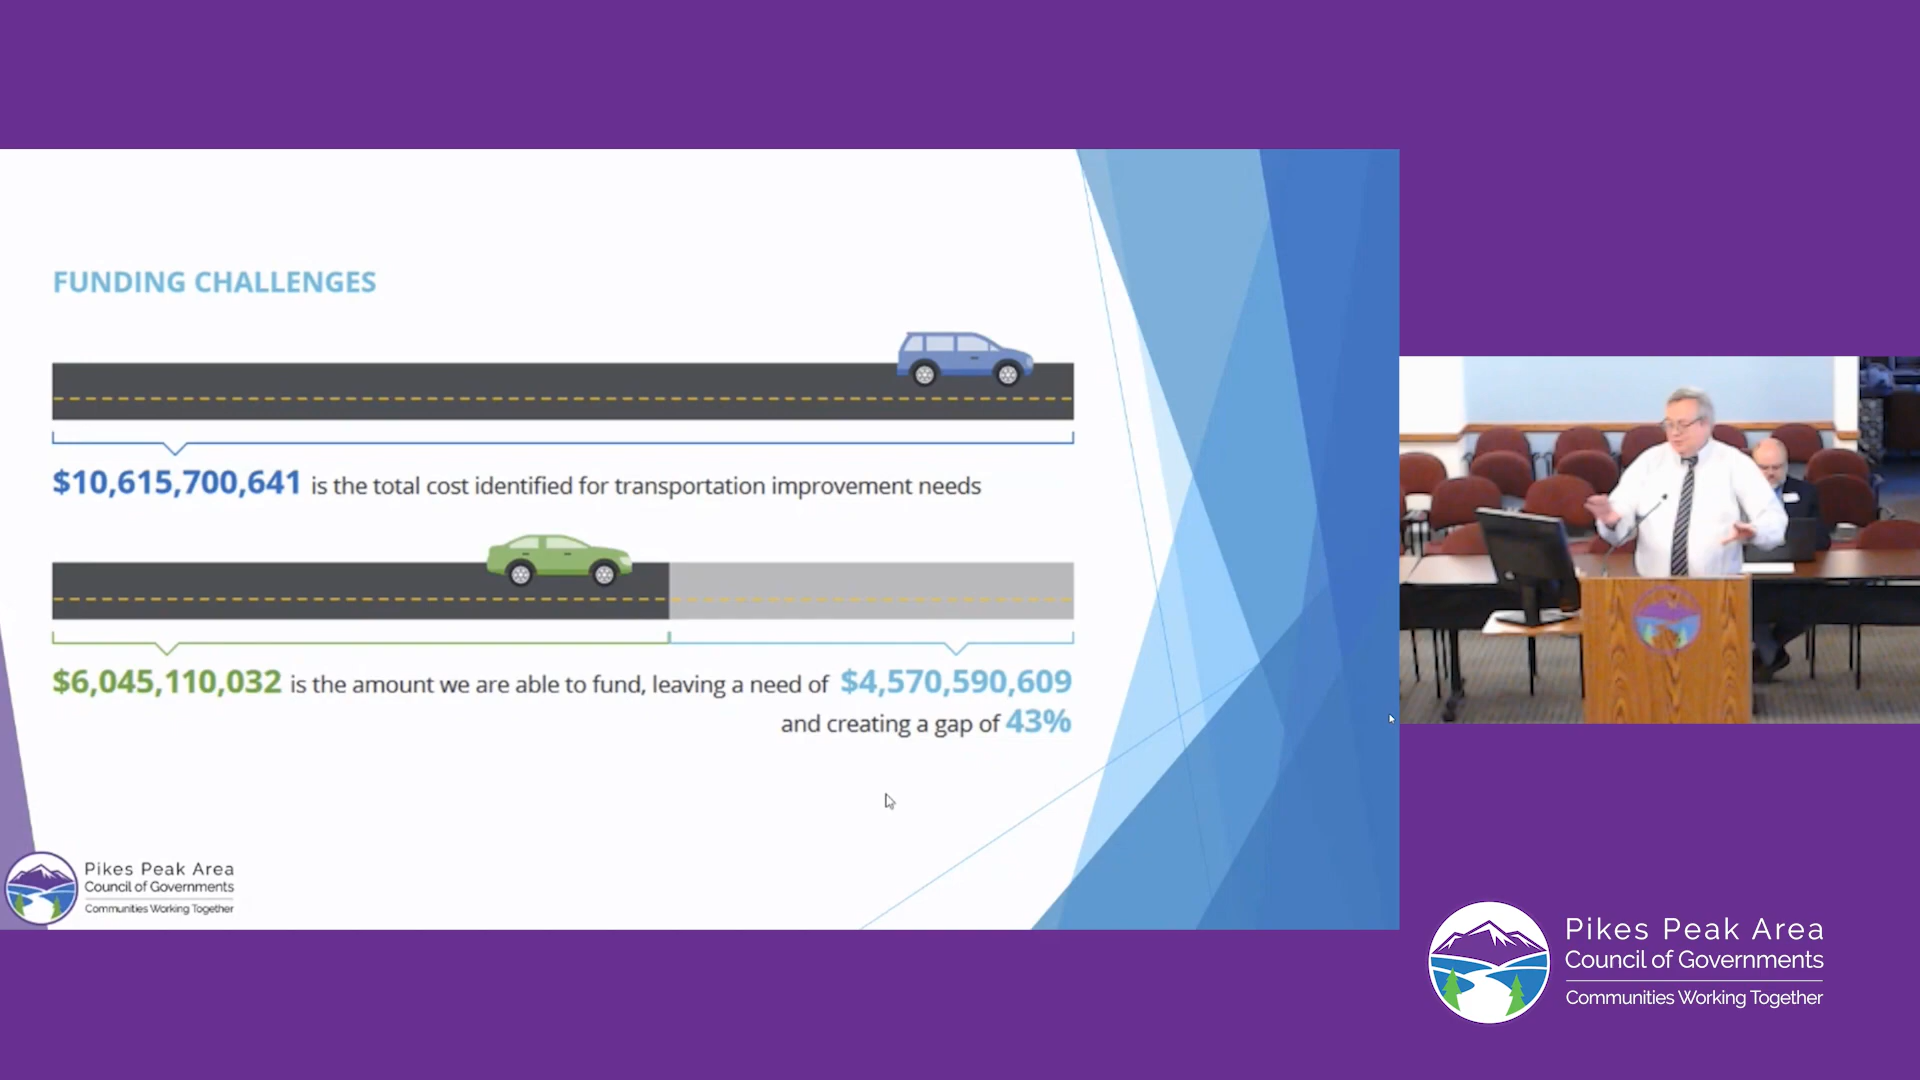 FUNDING CHALLENGES
$10,615,700,641 is the total cost identified for transportation improvement needs
$6,045,110,032 is the amount we are able to fund, leaving a need of $4,570,590,609
and creating a gap of 43%
Pikes Peak Area
Council of Governments
Communities Working Together
Pikes Peak Area
Council of Governments
Communities Working Together